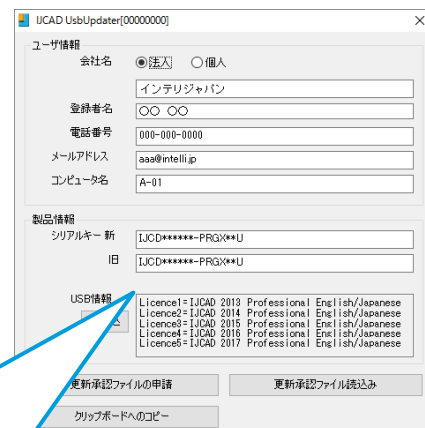 IJCAD UsbUpdater[00000000]
ユーザ情報
会社名 法人 個人
インテリジャパン
登録者名 〇〇 〇〇
電話番号 000-000-0000
メールアドレス aaa@intelli.jp
コンピュータ名 A-01
製品情報
シリアルキー 新 IJCD******-PRGX**U
旧 IJCD******-PRGX**U
USB情報
Licence1=IJCAD 2013 Professional English/Japanese
Licence2=IJCAD 2014 Professional English/Japanese
Licence3=IJCAD 2015 Professional English/Japanese
Licence4=IJCAD 2016 Professional English/Japanese
Licence5=IJCAD 2017 Professional English/Japanese
更新承認ファイルの申請 更新承認ファイル読込み
クリップボードへのコピー